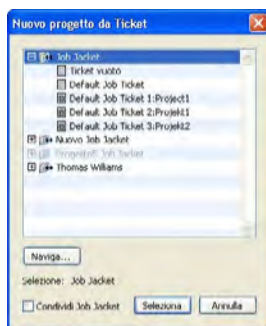 Nuovo progetto da Ticket
Job Jacket
Ticket vuoto
Default Job Ticket
Default Job Ticket 1:Project1
Default Job Ticket 2:Projekt1
Default Job Ticket 3:Projekt2
Nuovo Job Jacket
Job Jacket
Thomas Williams
Naviga...
Selezione: Job Jacket
Condividi Job Jacket
Seleziona
Annulla